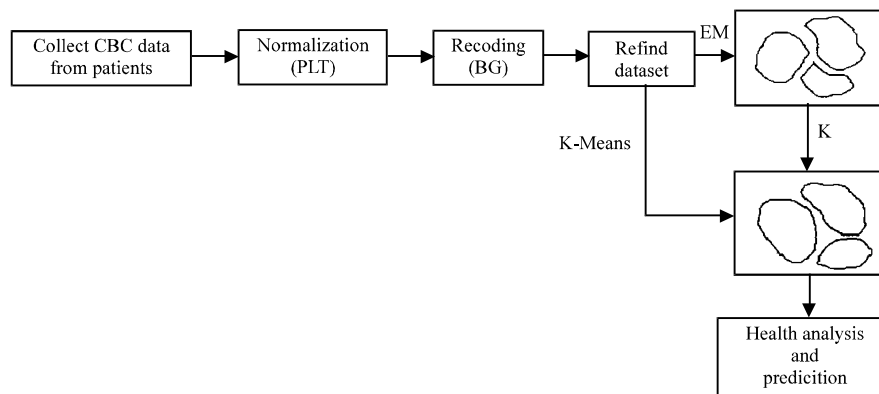 Collect CBC data
from patients
Normalization
(PLT)
Recoding
(BG)
Refind
dataset
EM
K-Means
K
Health analysis
and
predicition